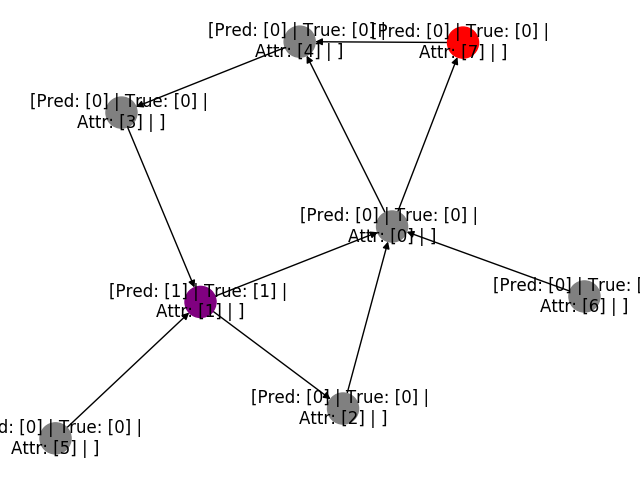 [Pred: [0] | True: [0] |
Attr: [4] | ]
[Pred: [0] | True: [0] |
Attr: [7] | ]
[Pred: [0] | True: [0] |
Attr: [3] | ]
[Pred: [0] | True: [0] |
Attr: [0] | ]
[Pred: [1] | True: [1] |
Attr: [1] | ]
[Pred: [0] | True: [
Attr: [6] | ]
[Pred: [0] | True: [0] |
Attr: [2] | ]
d: [0] | True: [0] |
Attr: [5] | ]